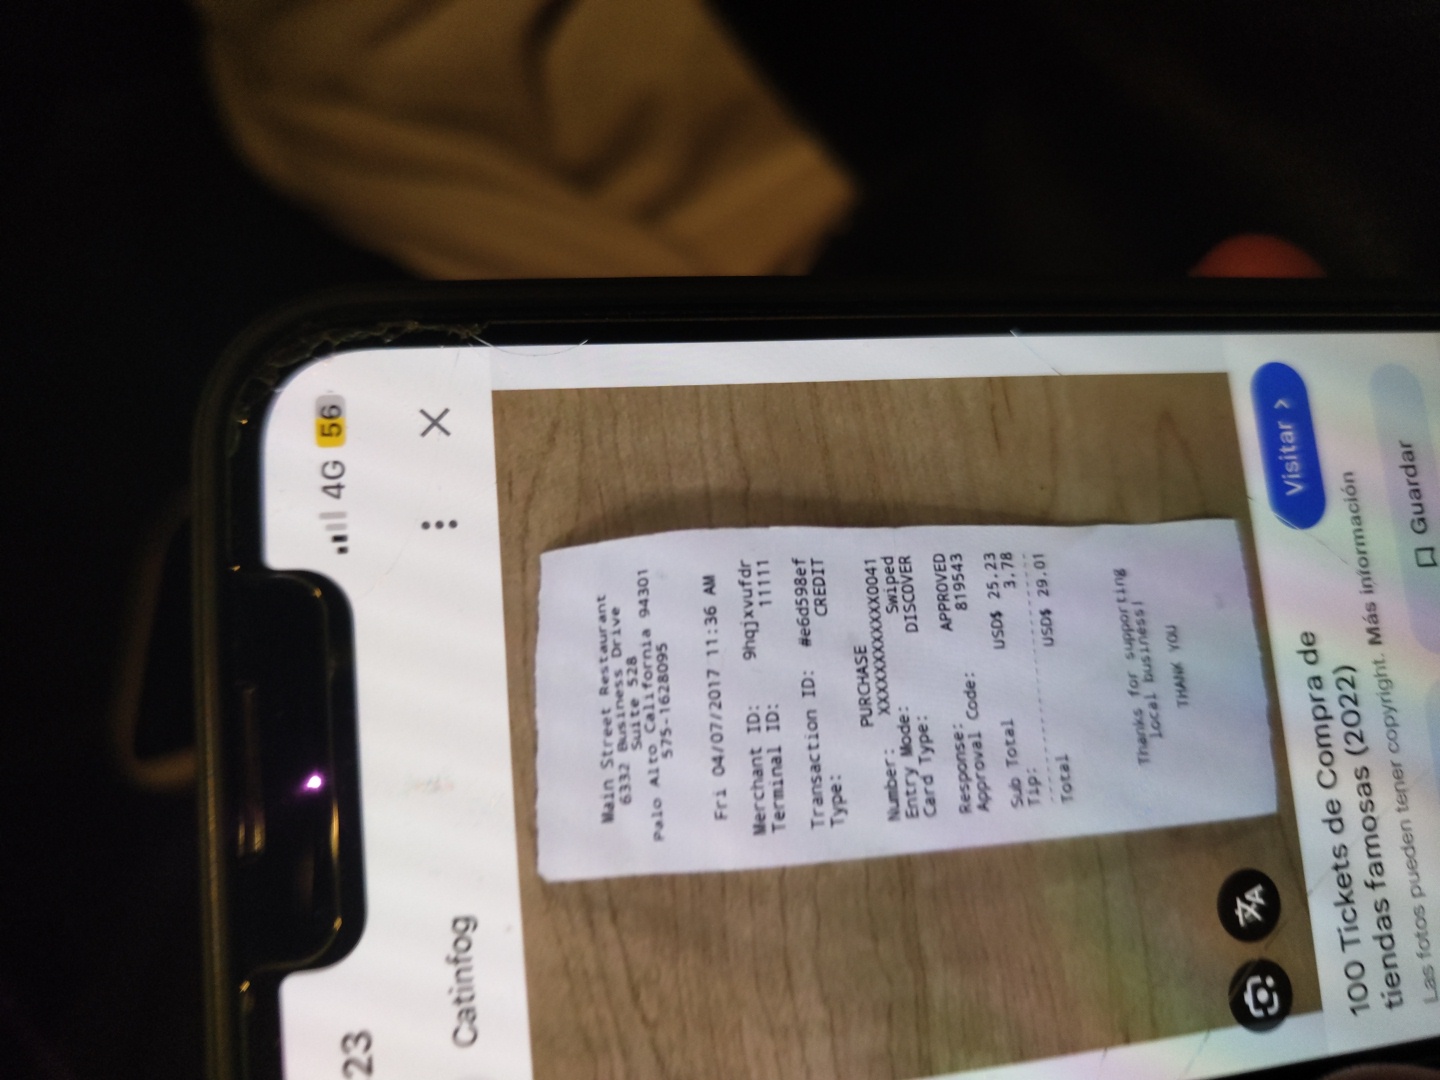 23
4G 56
Catinfog
Main Street Restaurant
6332 Business Drive
Suite 528
Palo Alto California 94301
575-1628095
Fri 04/07/2017 11:36 AM
Merchant ID: 9hqjxvufdr
Terminal ID: 11111
Transaction ID: #e6d598ef
Type: CREDIT
PURCHASE
Number: XXXXXXXXXXXX0041
Entry Mode: Swiped
Card Type: DISCOVER
Response: APPROVED
Approval Code: 819543
Sub Total USD$ 25.23
Tip: 3.78
Total USD$ 29.01
Thanks for supporting
local business!
THANK YOU
100 Tickets de Compra de
tiendas famosas (2022)
Visitar >
Las fotos pueden tener copyright. Más información
Guardar